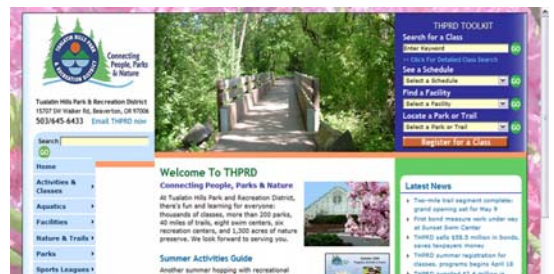 TUALATIN HILLS PARK
& RECREATION DISTRICT
Connecting
People, Parks
& Nature
Tualatin Hills Park & Recreation District
15707 SW Walker Rd, Beaverton, OR 97006
503/645-6433 Email THPRD now
Search
GO
Home
Activities &
Classes
Aquatics
Facilities
Nature & Trails
Parks
Sports Leagues
Welcome To THPRD
Connecting People, Parks & Nature
At Tualatin Hills Park and Recreation District,
there's fun and learning for everyone:
thousands of classes, more than 200 parks,
40 miles of trails, eight swim centers, six
recreation centers, and 1,300 acres of nature
preserve. We look forward to serving you.
Summer Activities Guide
Another summer hopping with recreational
THPRD TOOLKIT
Search for a Class
Enter Keyword
GO
Click For Detailed Class Search
See a Schedule
Select a Schedule
GO
Find a Facility
Select a Facility
GO
Locate a Park or Trail
Select a Park or Trail
GO
Register for a Class
Latest News
Two-mile trail segment complete;
grand opening set for May 8
First bond measure work under way
at Sunset Swim Center
THPRD sells $58.5 million in bonds,
saves taxpayers money
THPRD summer registration for
classes, programs begins April 18